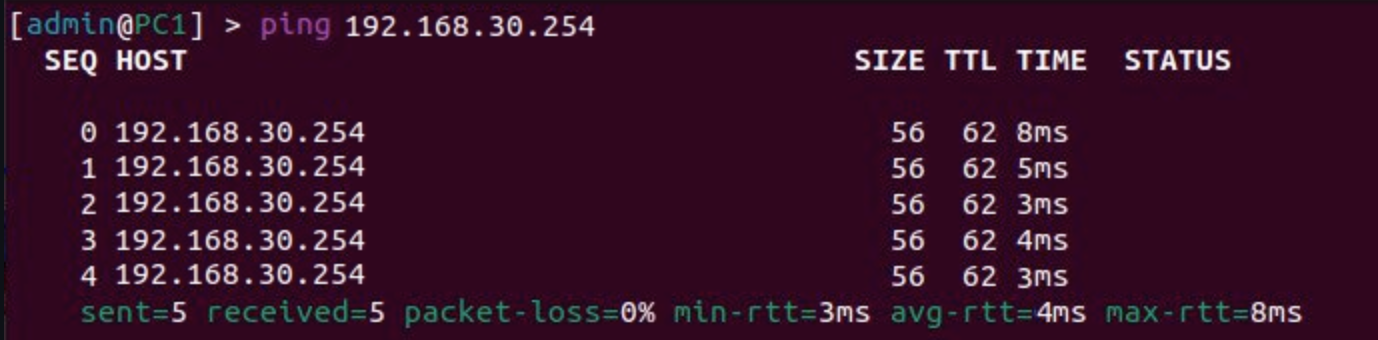 [admin@PC1] > ping 192.168.30.254
SEQ HOST SIZE TTL TIME STATUS
0 192.168.30.254 56 62 8ms
1 192.168.30.254 56 62 5ms
2 192.168.30.254 56 62 3ms
3 192.168.30.254 56 62 4ms
4 192.168.30.254 56 62 3ms
sent=5 received=5 packet-loss=0% min-rtt=3ms avg-rtt=4ms max-rtt=8ms